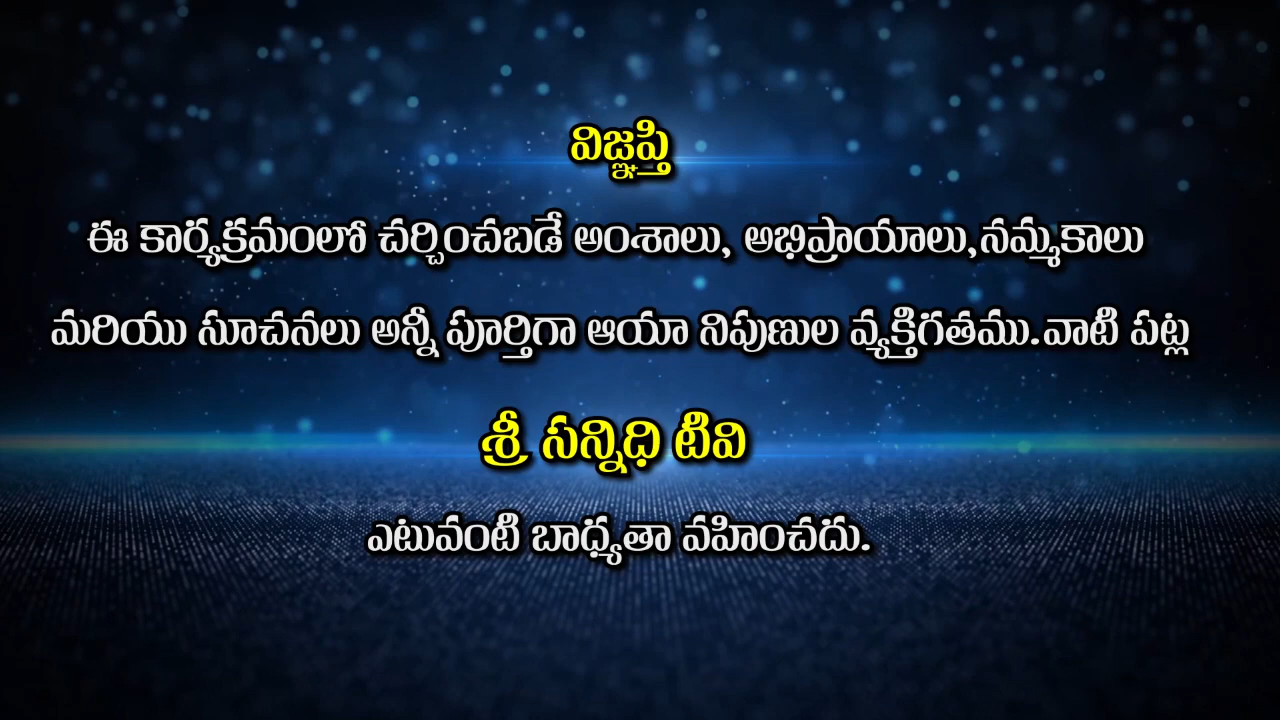 విజ్ఞప్తి
ఈ కార్యక్రమంలో చర్చించబడే అంశాలు, అభిప్రాయాలు,నమ్మకాలు
మరియు సూచనలు అన్నీ పూర్తిగా ఆయా నిపుణుల వ్యక్తిగతము.వాటి పట్ల
శ్రీ సన్నిధి టివి
ఎటువంటి బాధ్యతా వహించదు.